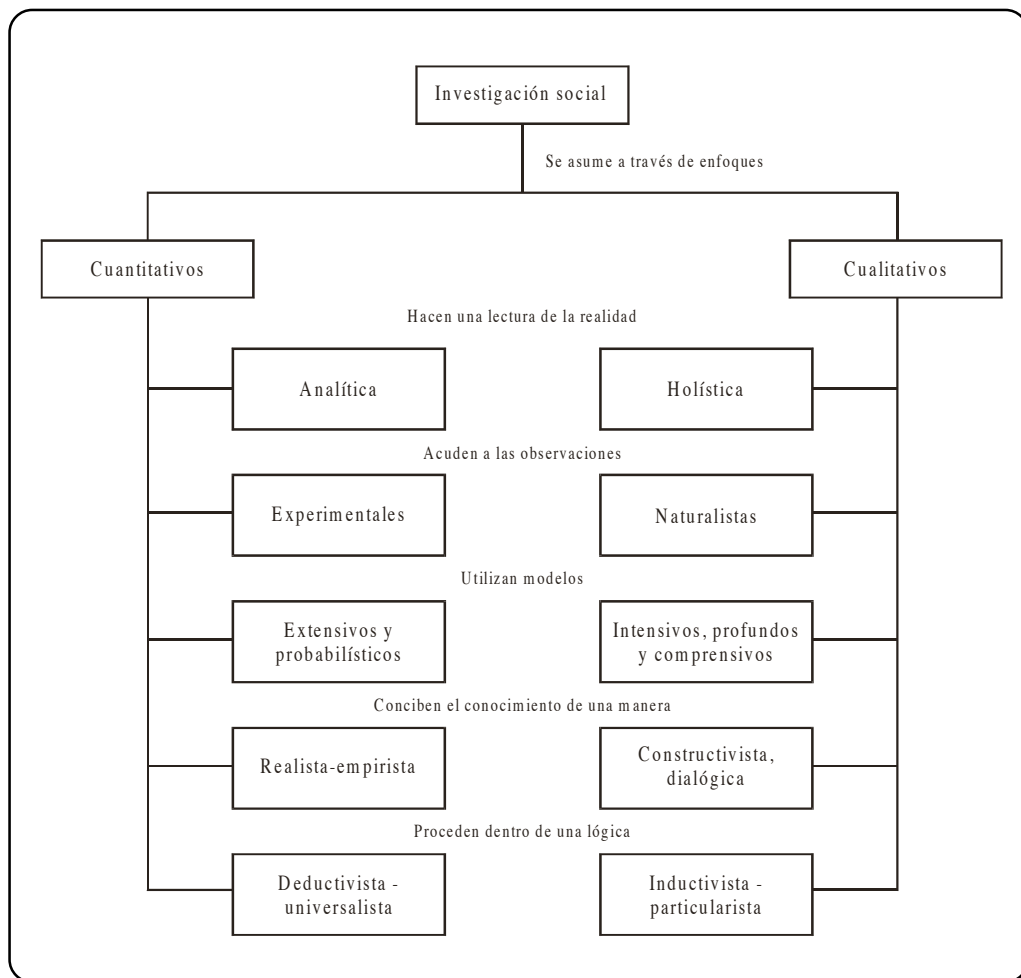 Investigación social
Se asume a través de enfoques
Cuantitativos
Cualitativos
Hacen una lectura de la realidad
Analítica
Holística
Acuden a las observaciones
Experimentales
Naturalistas
Utilizan modelos
Extensivos y
probabilísticos
Intensivos, profundos
y comprensivos
Conciben el conocimiento de una manera
Realista-empirista
Constructivista,
dialógica
Proceden dentro de una lógica
Deductivista -
universalista
Inductivista -
particularista